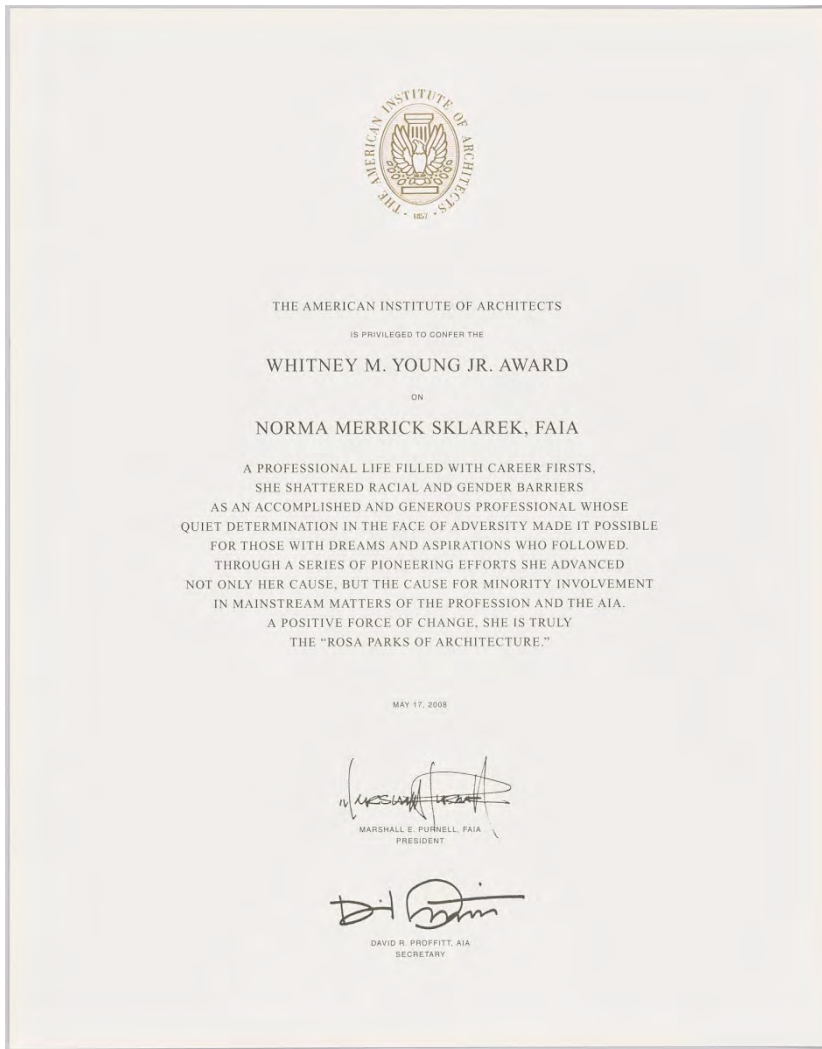 THE AMERICAN INSTITUTE OF ARCHITECTS
· 1857 ·
THE AMERICAN INSTITUTE OF ARCHITECTS
IS PRIVILEGED TO CONFER THE
WHITNEY M. YOUNG JR. AWARD
ON
NORMA MERRICK SKLAREK, FAIA
A PROFESSIONAL LIFE FILLED WITH CAREER FIRSTS,
SHE SHATTERED RACIAL AND GENDER BARRIERS
AS AN ACCOMPLISHED AND GENEROUS PROFESSIONAL WHOSE
QUIET DETERMINATION IN THE FACE OF ADVERSITY MADE IT POSSIBLE
FOR THOSE WITH DREAMS AND ASPIRATIONS WHO FOLLOWED.
THROUGH A SERIES OF PIONEERING EFFORTS SHE ADVANCED
NOT ONLY HER CAUSE, BUT THE CAUSE FOR MINORITY INVOLVEMENT
IN MAINSTREAM MATTERS OF THE PROFESSION AND THE AIA.
A POSITIVE FORCE OF CHANGE, SHE IS TRULY
THE “ROSA PARKS OF ARCHITECTURE.”
MAY 17, 2008
MARSHALL E. PURNELL, FAIA
PRESIDENT
DAVID R. PROFFITT, AIA
SECRETARY